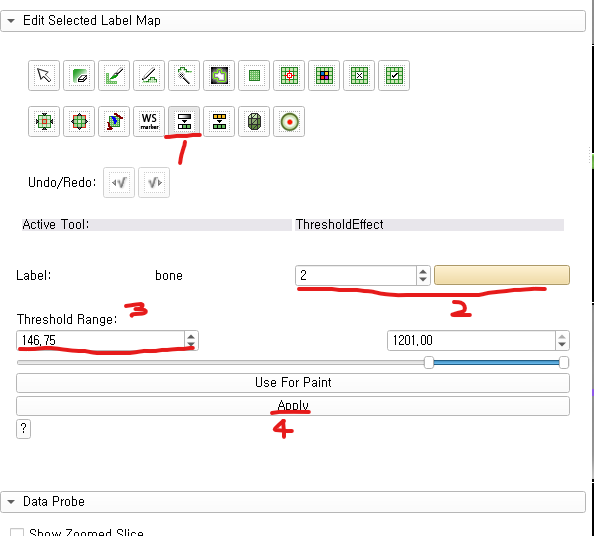 Edit Selected Label Map
WS
marker
1
Undo/Redo:
Active Tool: ThresholdEffect
Label: bone 2
2
3
Threshold Range:
146,75 1201,00
Use For Paint
Apply
4
?
Data Probe
Show Zoomed Slice